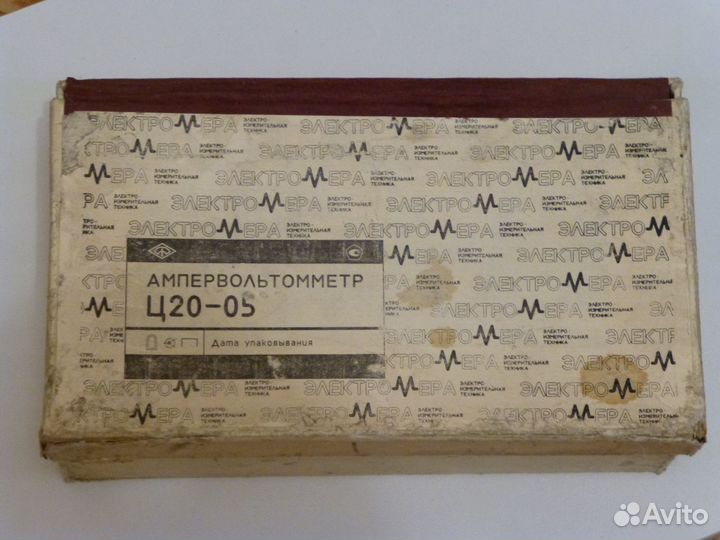 ЭЛЕКТРОМЕРА ЭЛЕКТРО-ИЗМЕРИТЕЛЬНАЯ ТЕХНИКА
АМПЕРВОЛЬТОММЕТР
Ц20-05
Дата упаковывания
Avito